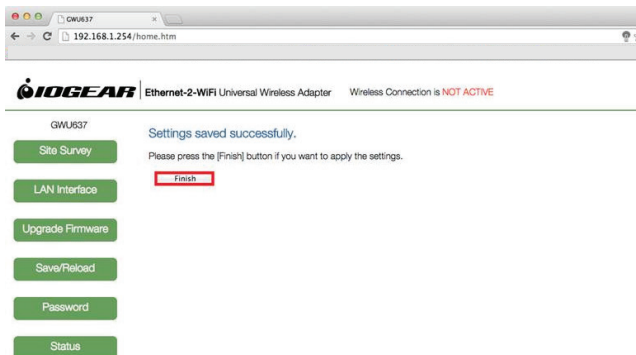 GWU637
192.168.1.254/home.htm
IOGEAR Ethernet-2-WiFi Universal Wireless Adapter Wireless Connection is NOT ACTIVE
GWU637
Site Survey
LAN Interface
Upgrade Firmware
Save/Reload
Password
Status
Settings saved successfully.
Please press the [Finish] button if you want to apply the settings.
Finish